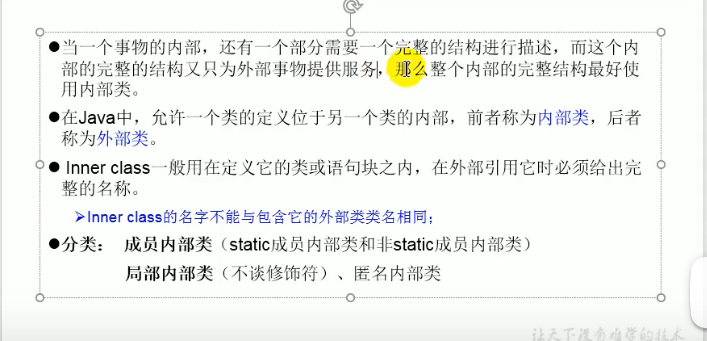 ●当一个事物的内部，还有一个部分需要一个完整的结构进行描述，而这个内
部的完整的结构又只为外部事物提供服务，那么整个内部的完整结构最好使
用内部类。
●在Java中，允许一个类的定义位于另一个类的内部，前者称为内部类，后者
称为外部类。
●Inner class一般用在定义它的类或语句块之内，在外部引用它时必须给出完
整的名称。
➢Inner class的名字不能与包含它的外部类类名相同；
●分类： 成员内部类（static成员内部类和非static成员内部类）
局部内部类（不谈修饰符）、匿名内部类
让天下没有难学的技术